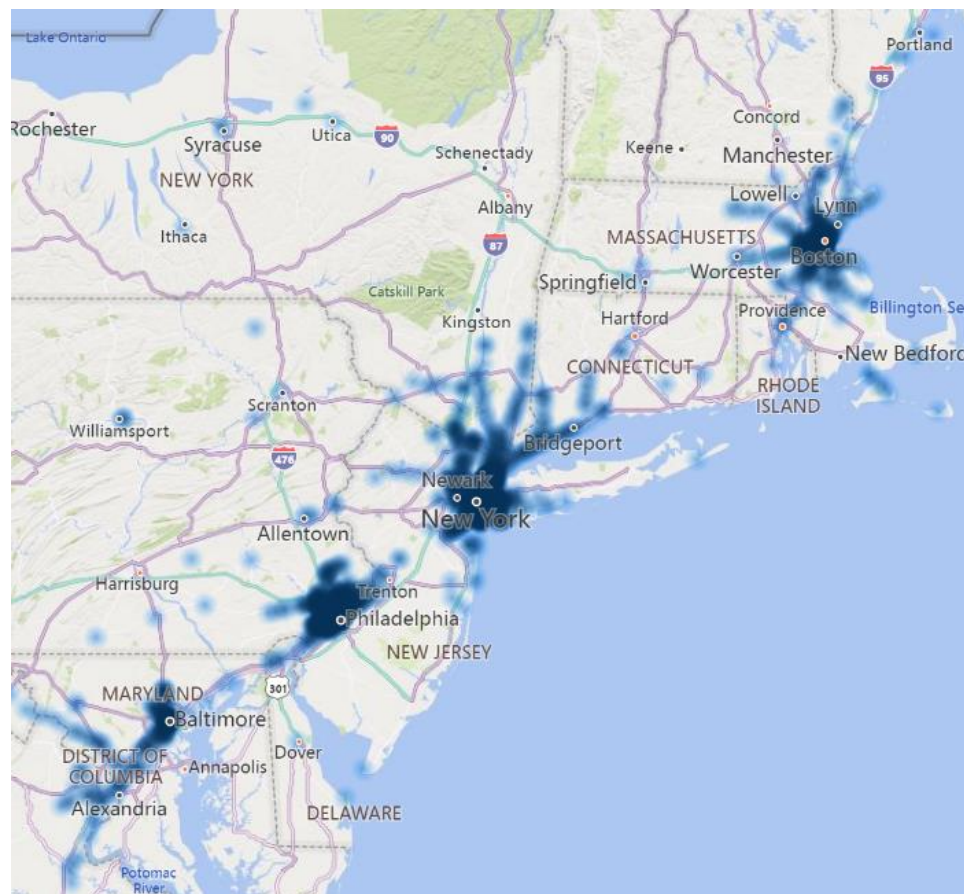 Lake Ontario
Portland
95
Rochester
Syracuse
Utica
90
Concord
Schenectady
Keene
Manchester
NEW YORK
Albany
Lowell
Lynn
Ithaca
87
MASSACHUSETTS
Boston
Worcester
Springfield
Catskill Park
Kingston
Hartford
Providence
Billington Se
CONNECTICUT
New Bedford
RHODE
ISLAND
Scranton
Williamsport
Bridgeport
476
Newark
New York
Allentown
Harrisburg
Trenton
Philadelphia
NEW JERSEY
301
MARYLAND
Baltimore
DISTRICT OF
COLUMBIA
Annapolis
Dover
Alexandria
DELAWARE
Potomac
River